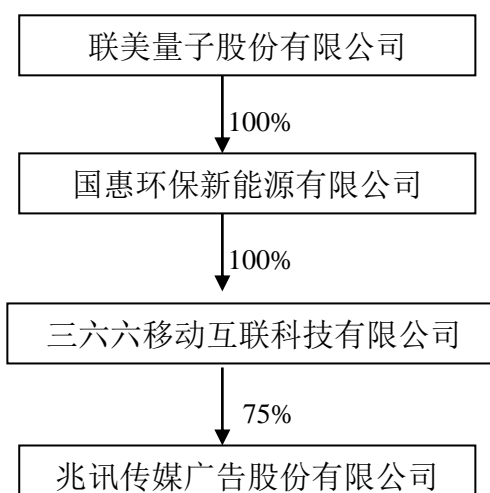 联美量子股份有限公司
100%
国惠环保新能源有限公司
100%
三六六移动互联科技有限公司
75%
兆讯传媒广告股份有限公司